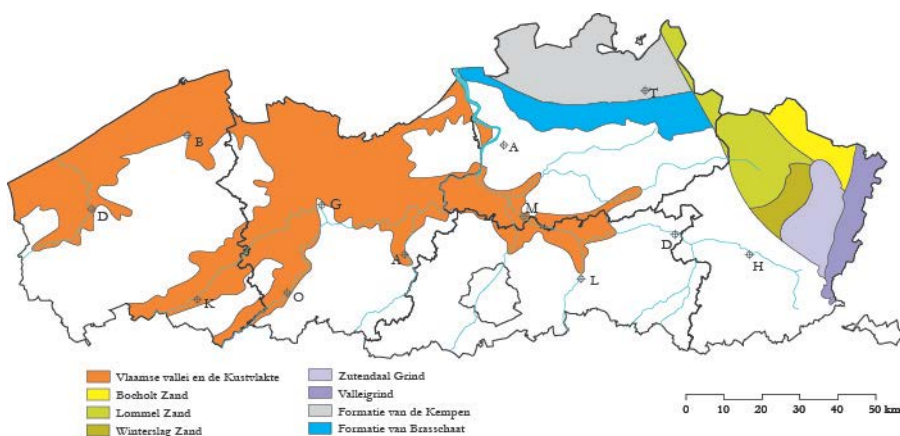 T
B
A
G
M
D
D
A
H
L
K
O
Vlaamse vallei en de Kustvlakte
Bocholt Zand
Lommel Zand
Winterslag Zand
Zutendaal Grind
Valleigrind
Formatie van de Kempen
Formatie van Brasschaat
0 10 20 30 40 50 km